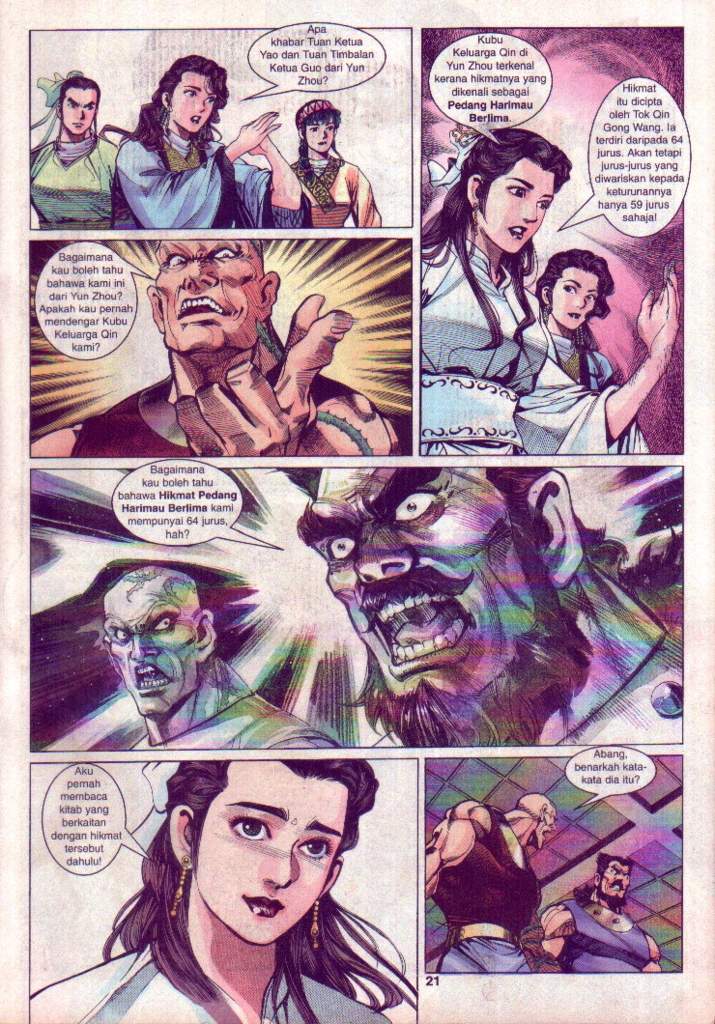 Apa
khabar Tuan Ketua
Yao dan Tuan Timbalan
Ketua Guo dari Yun
Zhou?
Kubu
Keluarga Qin di
Yun Zhou terkenal
kerana hikmatnya yang
dikenali sebagai
Pedang Harimau
Berlima.
Hikmat
itu dicipta
oleh Tok Qin
Gong Wang. Ia
terdiri daripada 64
jurus. Akan tetapi
jurus-jurus yang
diwariskan kepada
keturunannya
hanya 59 jurus
sahaja!
Bagaimana
kau boleh tahu
bahawa kami ini
dari Yun Zhou?
Apakah kau pernah
mendengar Kubu
Keluarga Qin
kami?
Bagaimana
kau boleh tahu
bahawa Hikmat Pedang
Harimau Berlima kami
mempunyai 64 jurus,
hah?
Aku
pernah
membaca
kitab yang
berkaitan
dengan hikmat
tersebut
dahulu!
Abang,
benarkah kata-
kata dia itu?
21